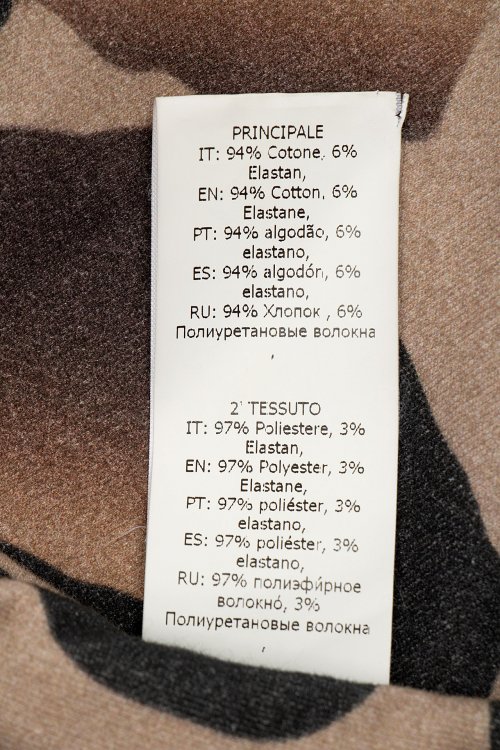 PRINCIPALE
IT: 94% Cotone, 6%
Elastan,
EN: 94% Cotton, 6%
Elastane,
PT: 94% algodão, 6%
elastano,
ES: 94% algodón, 6%
elastano,
RU: 94% Хлопок , 6%
Полиуретановые волокна
,
2' TESSUTO
IT: 97% Poliestere, 3%
Elastan,
EN: 97% Polyester, 3%
Elastane,
PT: 97% poliéster, 3%
elastano,
ES: 97% poliéster, 3%
elastano,
RU: 97% полиэфи́рное
волокно́, 3%
Полиуретановые волокна
,